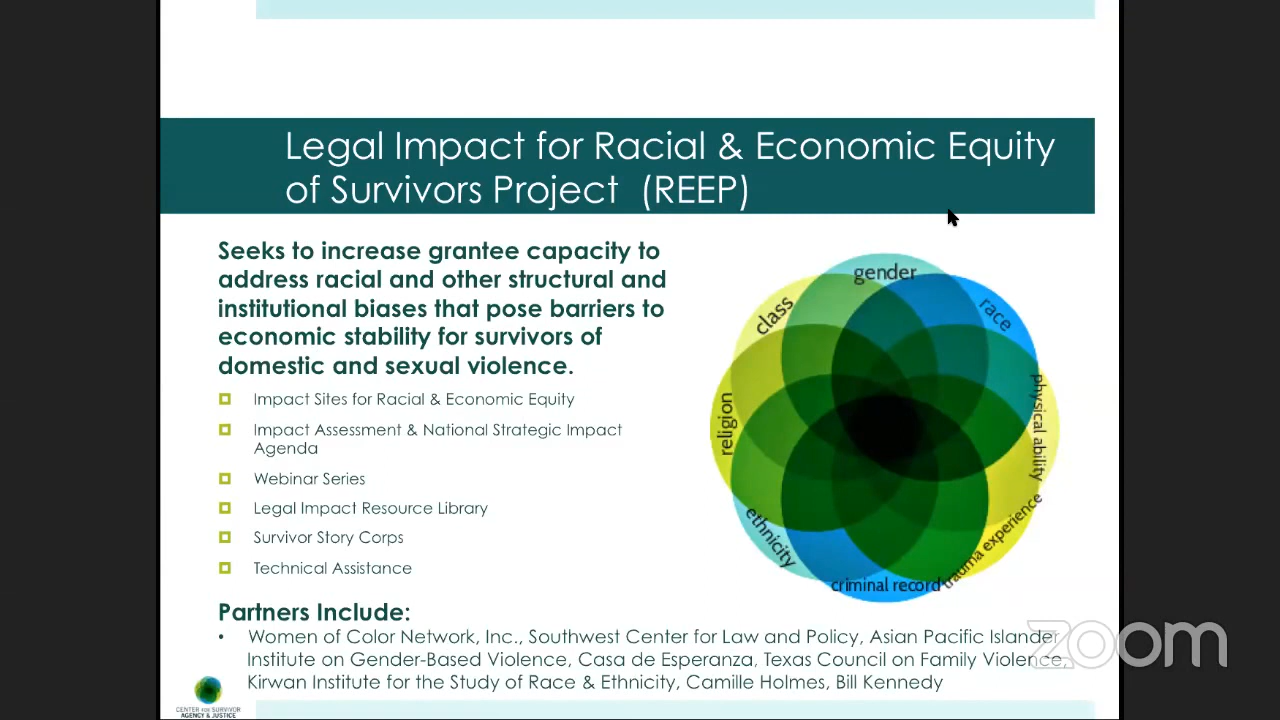 Legal Impact for Racial & Economic Equity
of Survivors Project (REEP)
Seeks to increase grantee capacity to
address racial and other structural and
institutional biases that pose barriers to
economic stability for survivors of
domestic and sexual violence.
Impact Sites for Racial & Economic Equity
Impact Assessment & National Strategic Impact
Agenda
Webinar Series
Legal Impact Resource Library
Survivor Story Corps
Technical Assistance
gender
race
physical ability
trauma experience
criminal record
ethnicity
religion
class
Partners Include:
• Women of Color Network, Inc., Southwest Center for Law and Policy, Asian Pacific Islander
Institute on Gender-Based Violence, Casa de Esperanza, Texas Council on Family Violence,
Kirwan Institute for the Study of Race & Ethnicity, Camille Holmes, Bill Kennedy
CENTER FOR SURVIVOR
AGENCY & JUSTICE
zoom